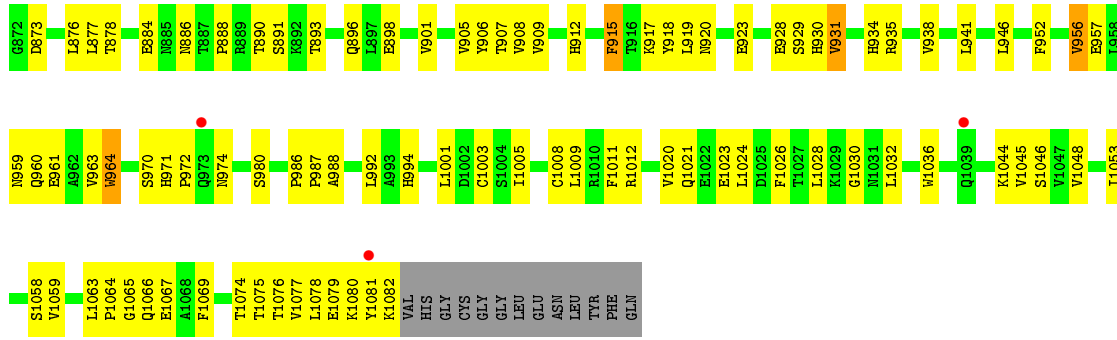 G872 D873 L876 L877 T878 E884 N885 N886 T887 P888 R889 T890 S891 K892 T893 Q896 L897 E898 V901 V905 Y906 T907 V908 V909 H912 F915 T916 K917 Y918 L919 N920 E923 E928 S929 H930 V931 H934 R935 V938 L941 L946 F952 V956 E957 L958
N959 Q960 E961 A962 V963 W964 S970 H971 P972 Q973 N974 S980 P986 P987 A988 L992 A993 H994 L1001 D1002 C1003 S1004 I1005 C1008 L1009 R1010 F1011 R1012 V1020 Q1021 E1022 E1023 L1024 D1025 F1026 T1027 L1028 K1029 G1030 N1031 L1032 W1036 Q1039 K1044 V1045 S1046 V1047 V1048 I1053
S1058 V1059 L1063 P1064 G1065 Q1066 E1067 A1068 F1069 T1074 T1075 T1076 V1077 L1078 E1079 K1080 Y1081 K1082 VAL HIS GLY CYS GLY GLY LEU GLU ASN LEU TYR PHE GLN